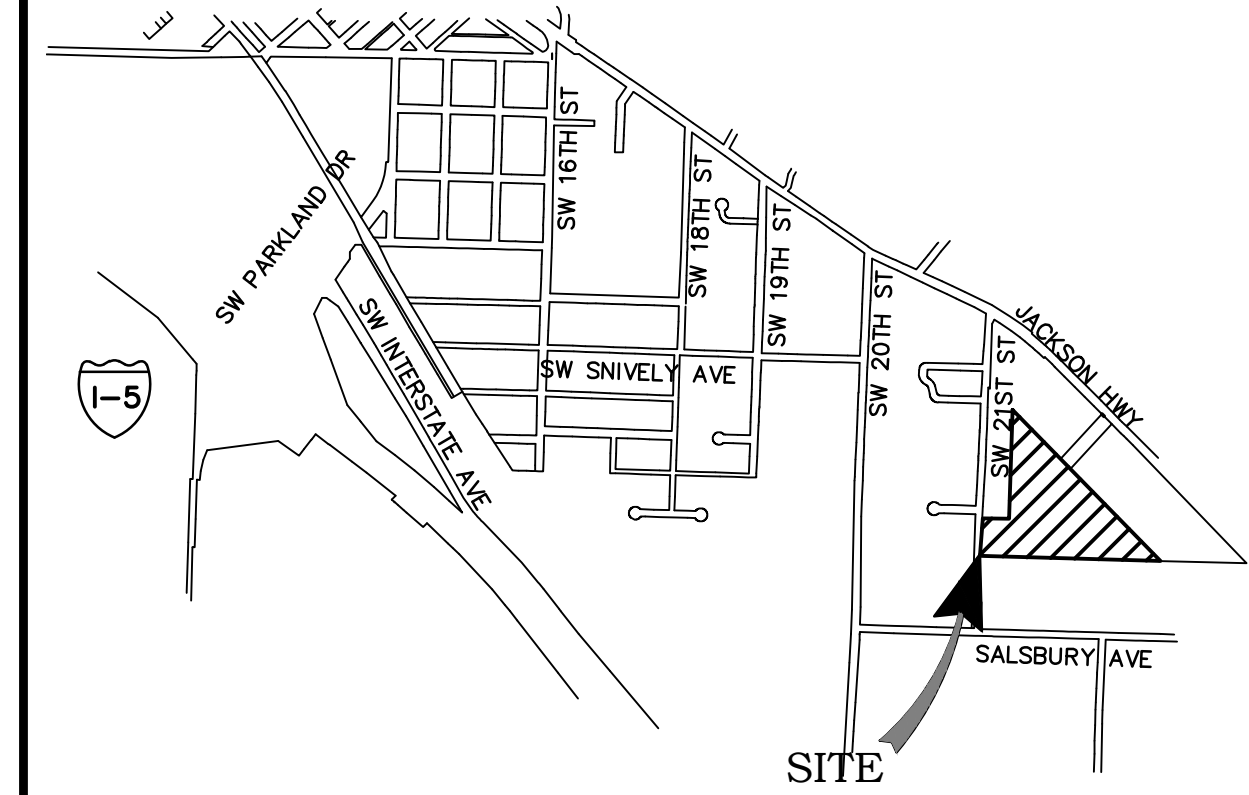 SW 16TH ST
SW PARKLAND DR
SW 18TH ST
SW 19TH ST
SW 20TH ST
JACKSON HWY
SW INTERSTATE AVE
SW SNIVELY AVE
SW 21ST ST
I-5
SALSBURY AVE
SITE